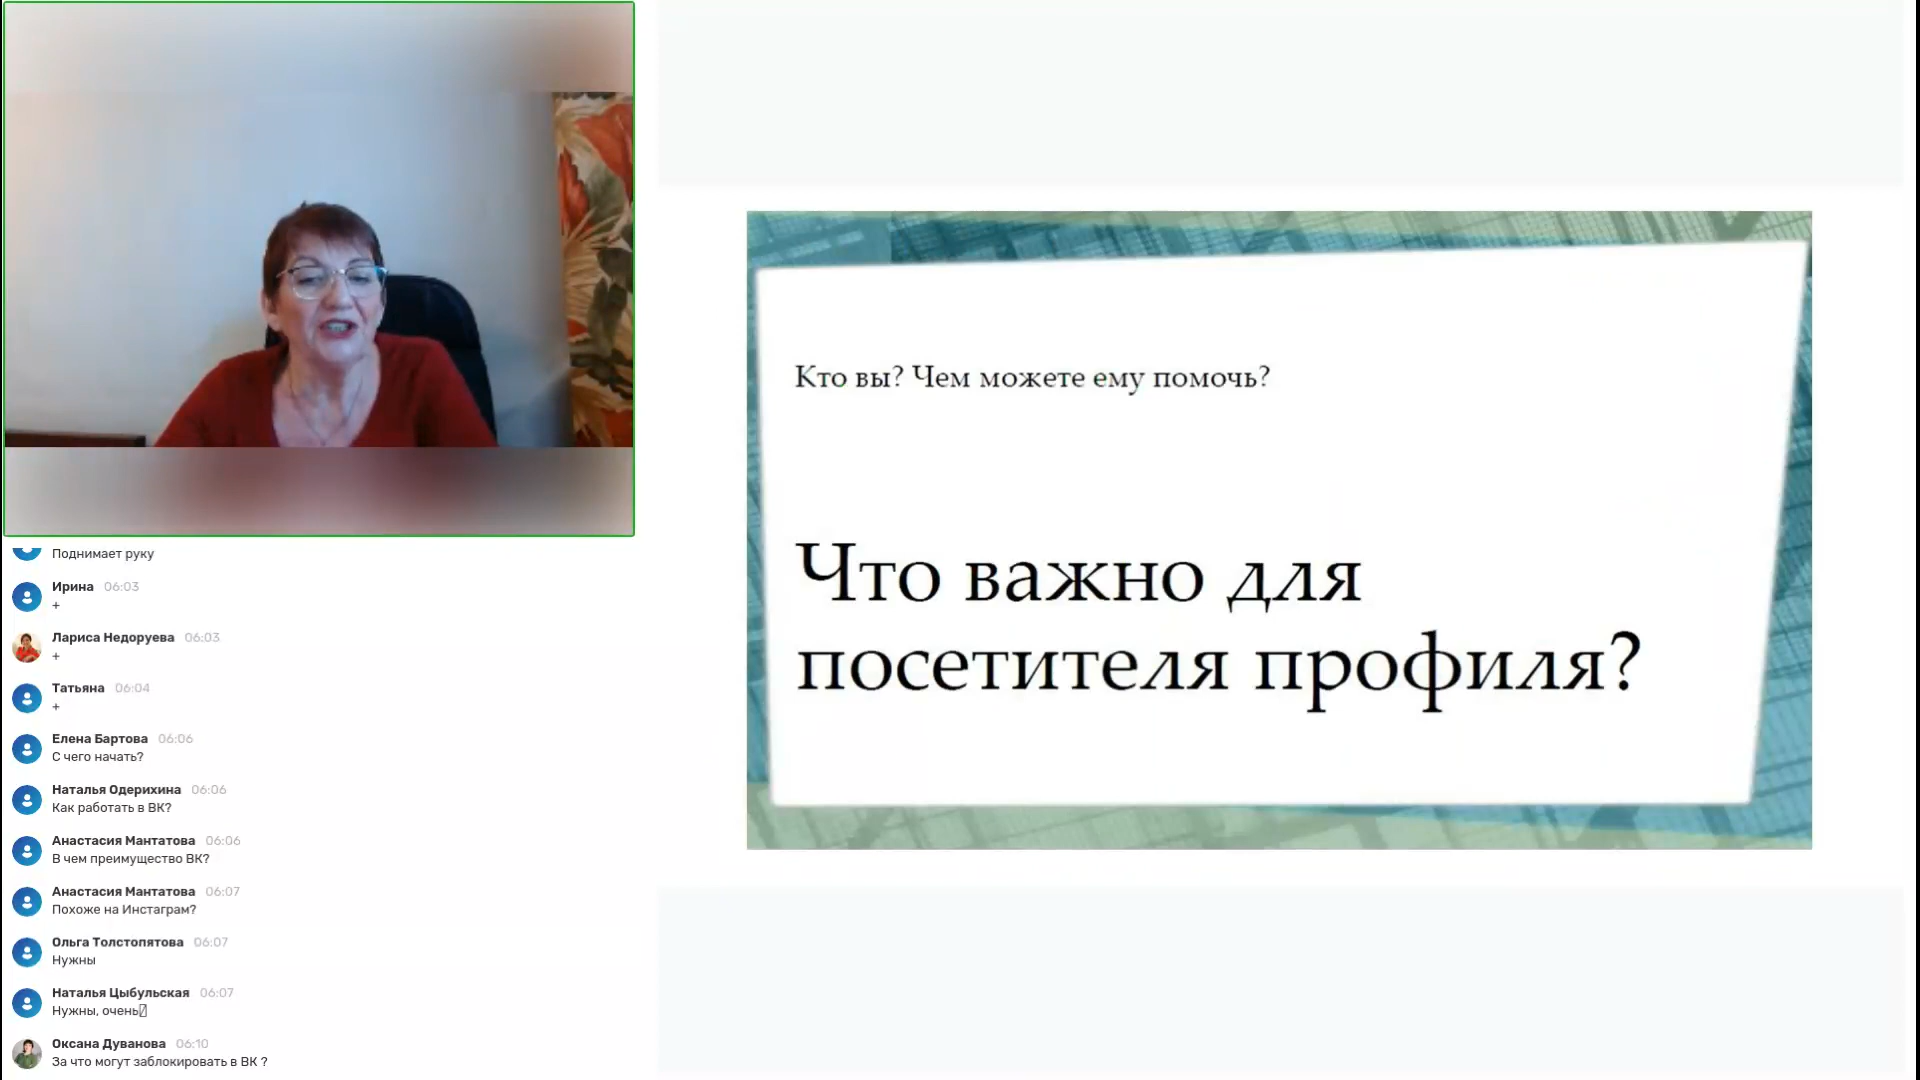 Поднимает руку
Ирина 06:03
+
Лариса Недоруева 06:03
+
Татьяна 06:04
+
Елена Бартова 06:06
С чего начать?
Наталья Одерихина 06:06
Как работать в ВК?
Анастасия Мантатова 06:06
В чем преимущество ВК?
Анастасия Мантатова 06:07
Похоже на Инстаграм?
Ольга Толстопятова 06:07
Нужны
Наталья Цыбульская 06:07
Нужны, очень
Оксана Дуванова 06:10
За что могут заблокировать в ВК ?
Кто вы? Чем можете ему помочь?
Что важно для
посетителя профиля?